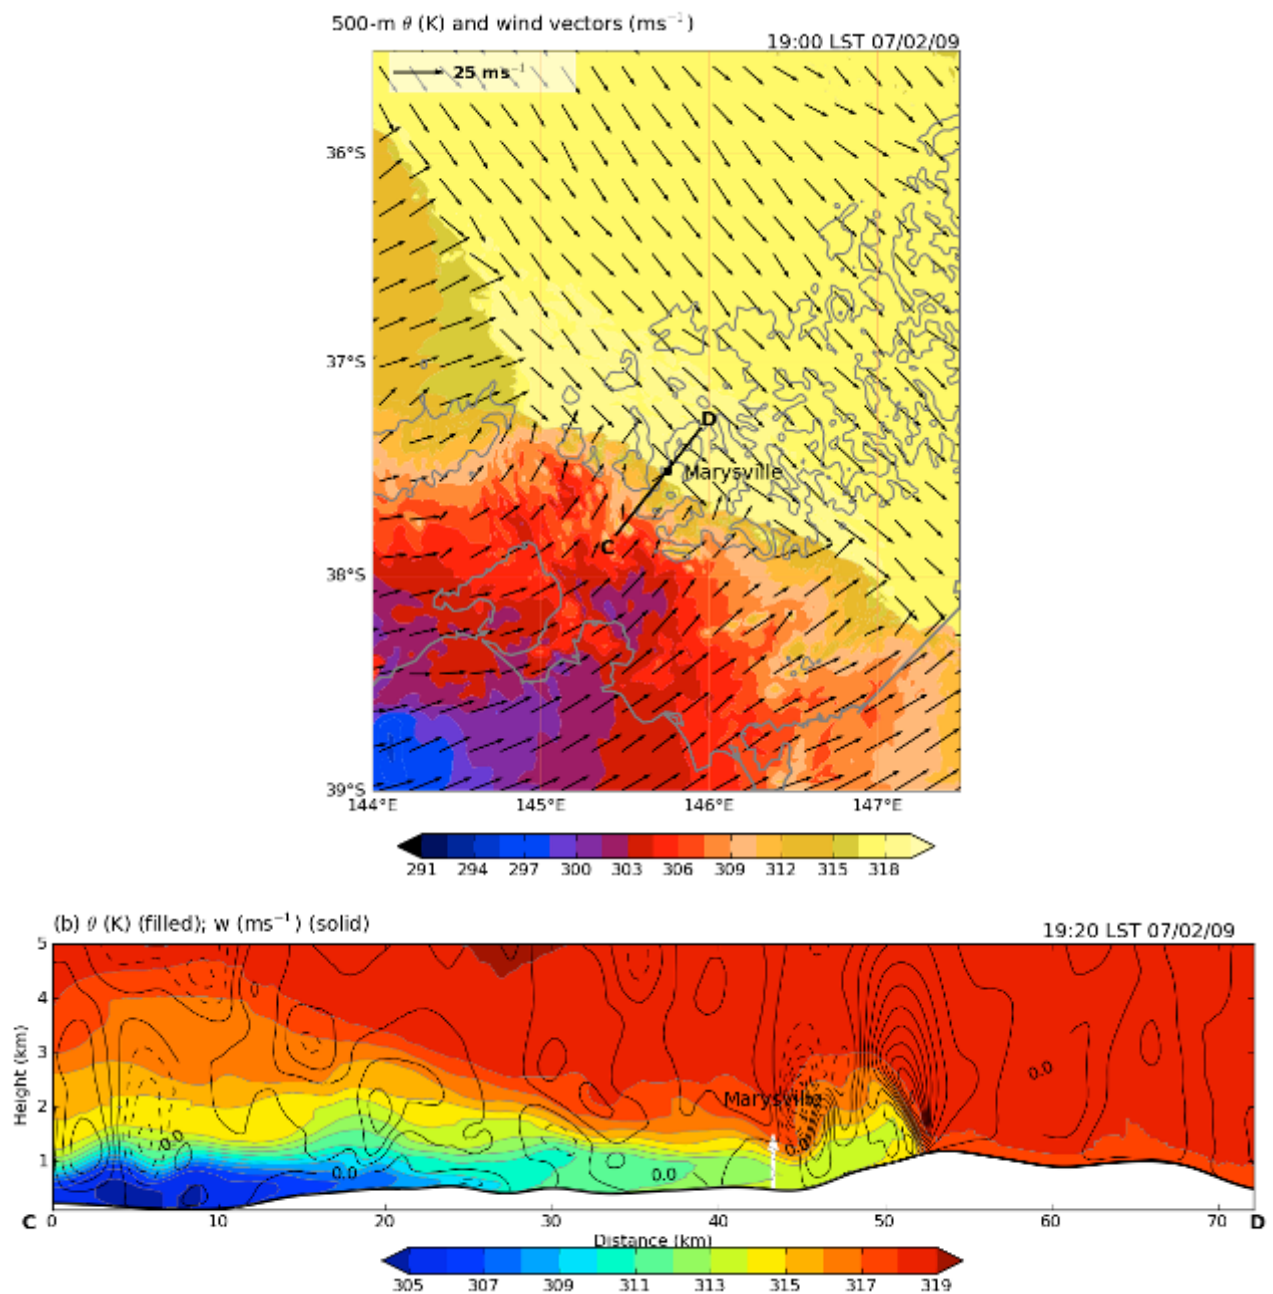 500-m θ (K) and wind vectors (ms⁻¹)
19:00 LST 07/02/09
25 ms⁻¹
36°S
37°S
D
Marysville
C
38°S
39°S
144°E 145°E 146°E 147°E
291 294 297 300 303 306 309 312 315 318
(b) θ (K) (filled); w (ms⁻¹) (solid)
19:20 LST 07/02/09
5
4
3
0.0
2
Marysville
0.0
0.0
1
0.0
0.0
Height (km)
C 0 10 20 30 40 50 60 70 D
Distance (km)
305 307 309 311 313 315 317 319